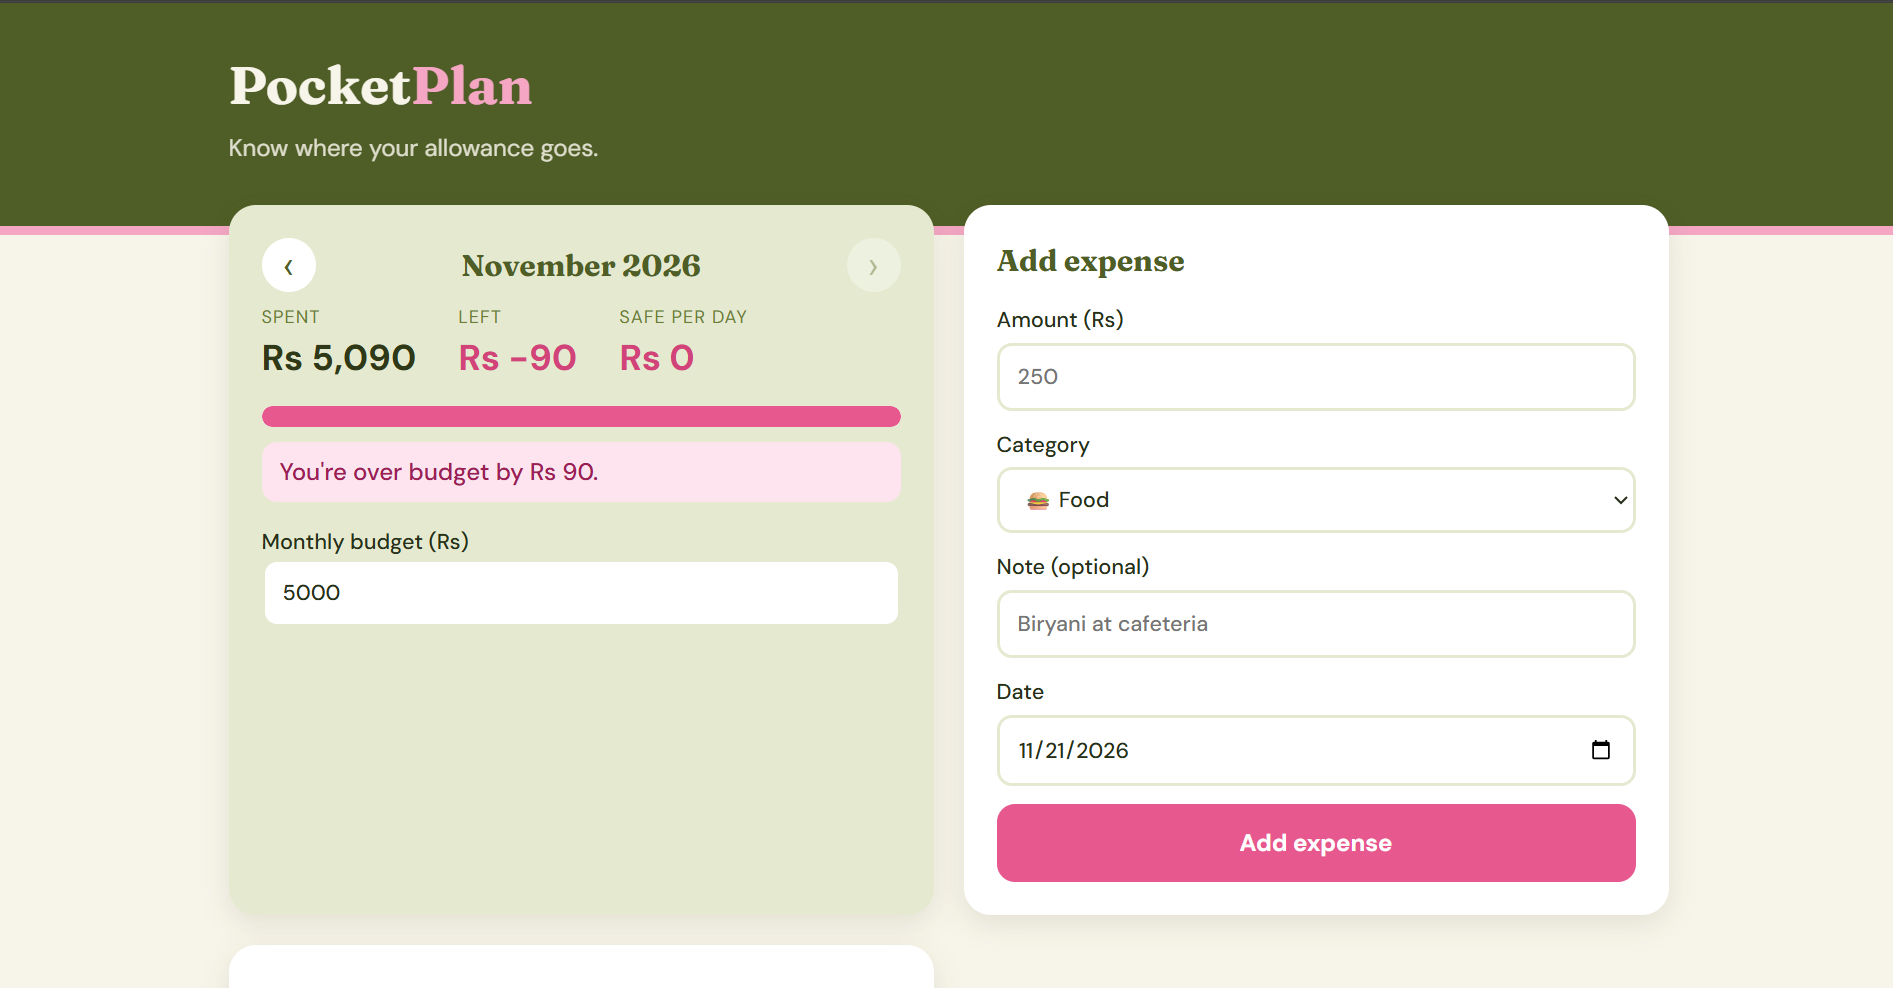 PocketPlan
Know where your allowance goes.
‹ November 2026 ›
SPENT LEFT SAFE PER DAY
Rs 5,090 Rs −90 Rs 0
You're over budget by Rs 90.
Monthly budget (Rs)
5000
Add expense
Amount (Rs)
250
Category
🍔 Food
Note (optional)
Biryani at cafeteria
Date
11/21/2026
Add expense